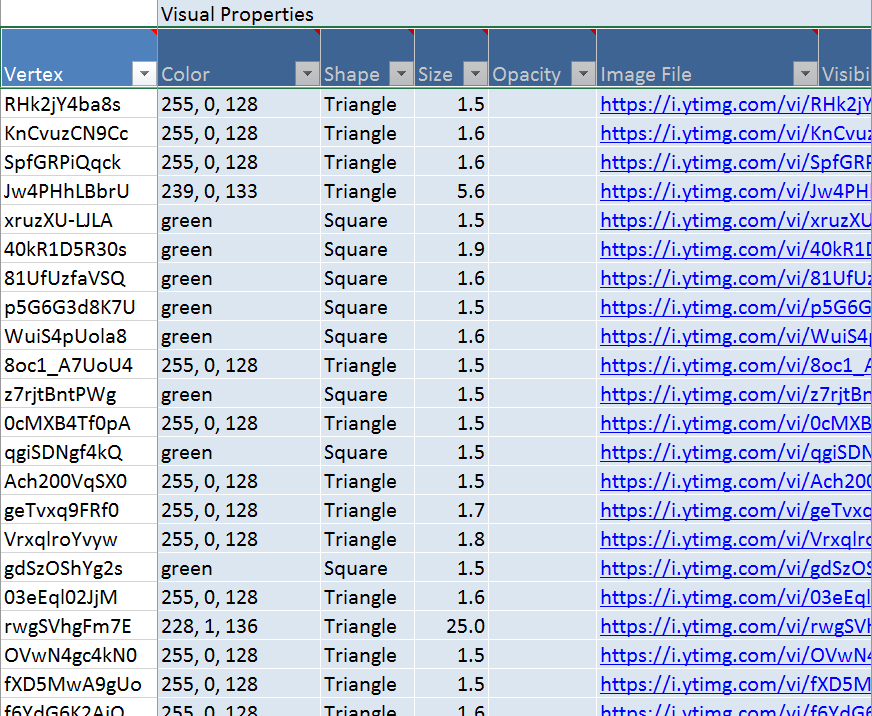 Visual Properties
Vertex Color Shape Size Opacity Image File Visibi
RHk2jY4ba8s 255, 0, 128 Triangle 1.5 https://i.ytimg.com/vi/RHk2jY
KnCvuzCN9Cc 255, 0, 128 Triangle 1.6 https://i.ytimg.com/vi/KnCvuz
SpfGRPiQqck 255, 0, 128 Triangle 1.6 https://i.ytimg.com/vi/SpfGRP
Jw4PHhLBbrU 239, 0, 133 Triangle 5.6 https://i.ytimg.com/vi/Jw4PH
xruzXU-LJLA green Square 1.5 https://i.ytimg.com/vi/xruzXU
40kR1D5R30s green Square 1.9 https://i.ytimg.com/vi/40kR1D
81UfUzfaVSQ green Square 1.6 https://i.ytimg.com/vi/81UfUz
p5G6G3d8K7U green Square 1.5 https://i.ytimg.com/vi/p5G6G
WuiS4pUola8 green Square 1.6 https://i.ytimg.com/vi/WuiS4p
8oc1_A7UoU4 255, 0, 128 Triangle 1.5 https://i.ytimg.com/vi/8oc1_A
z7rjtBntPWg green Square 1.5 https://i.ytimg.com/vi/z7rjtBn
0cMXB4Tf0pA 255, 0, 128 Triangle 1.5 https://i.ytimg.com/vi/0cMXB
qgiSDNgf4kQ green Square 1.5 https://i.ytimg.com/vi/qgiSDN
Ach200VqSX0 255, 0, 128 Triangle 1.5 https://i.ytimg.com/vi/Ach200
geTvxq9FRf0 255, 0, 128 Triangle 1.7 https://i.ytimg.com/vi/geTvxq
VrxqlroYvyw 255, 0, 128 Triangle 1.8 https://i.ytimg.com/vi/Vrxqlro
gdSzOShYg2s green Square 1.5 https://i.ytimg.com/vi/gdSzOS
03eEql02JjM 255, 0, 128 Triangle 1.6 https://i.ytimg.com/vi/03eEql
rwgSVhgFm7E 228, 1, 136 Triangle 25.0 https://i.ytimg.com/vi/rwgSVh
OVwN4gc4kN0 255, 0, 128 Triangle 1.5 https://i.ytimg.com/vi/OVwN4
fXD5MwA9gUo 255, 0, 128 Triangle 1.5 https://i.ytimg.com/vi/fXD5M
f6YdG6K2AiQ 255, 0, 128 Triangle 1.6 https://i.ytimg.com/vi/f6YdG6